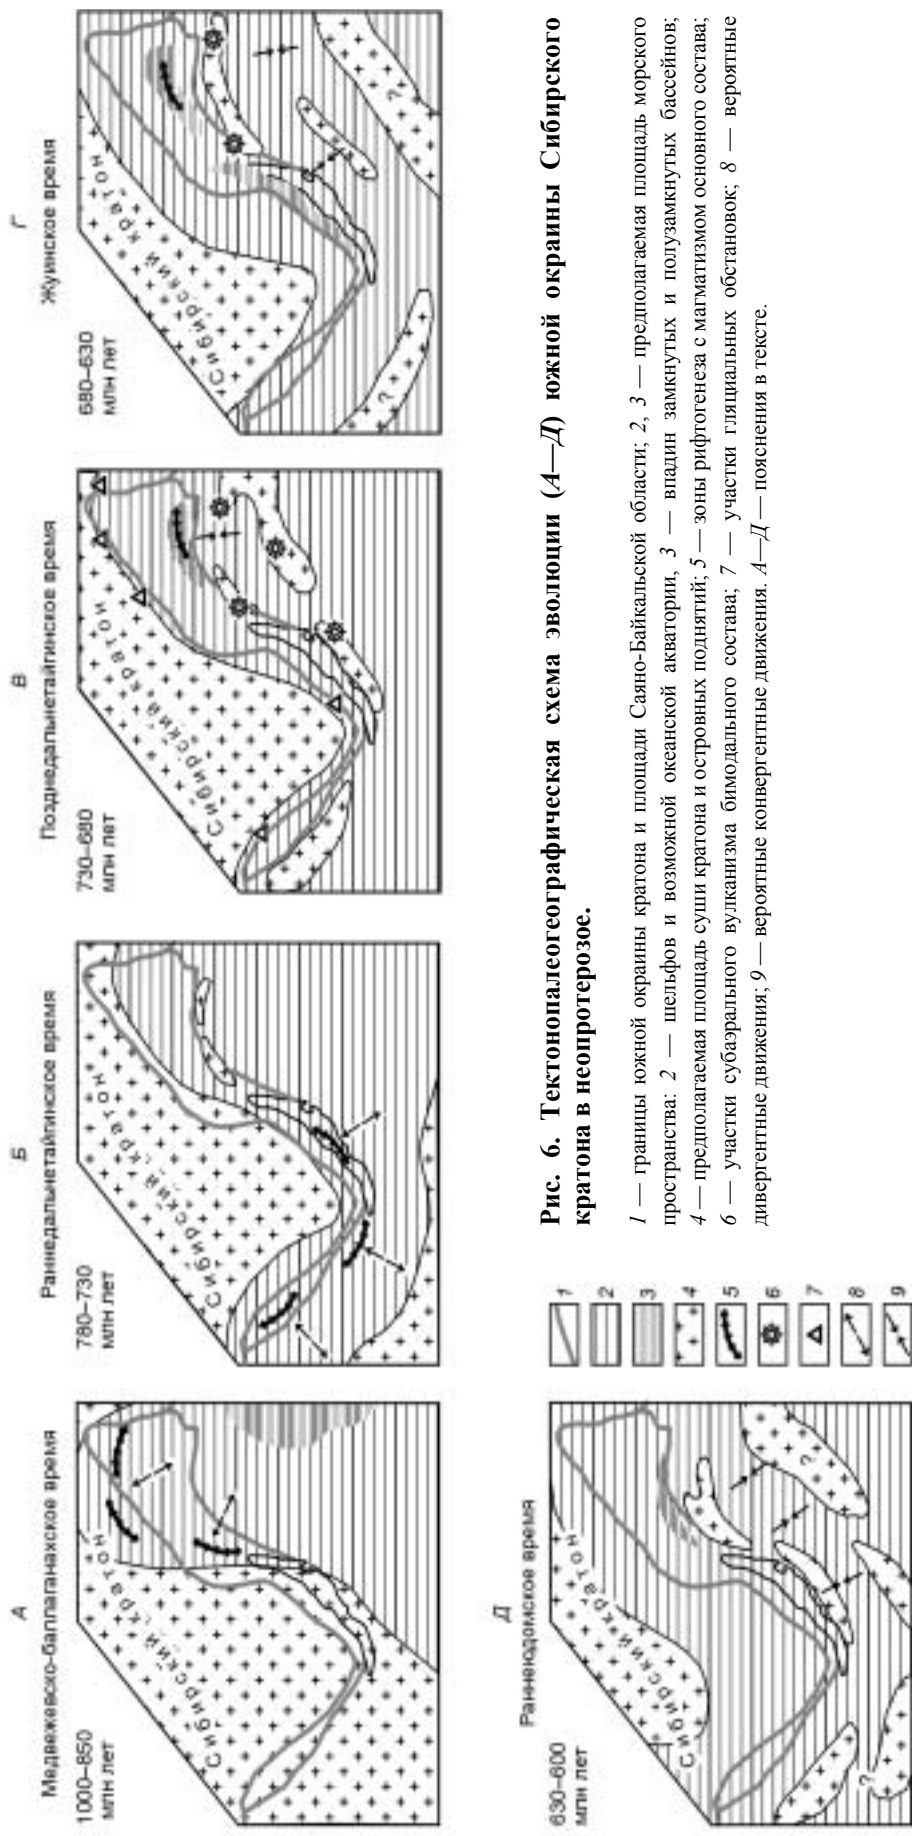 А
Медвежевско-баллаганахское время
1000–850
млн лет
Сибирский кратон
Б
Раннедальнетайгинское время
780–730
млн лет
Сибирский кратон
В
Позднедальнетайгинское время
730–680
млн лет
Сибирский кратон
Г
Жуинское время
680–630
млн лет
Сибирский кратон
?
?
Д
Раннеюдомское время
630–600
млн лет
Сибирский кратон
?
?
1
2
3
4
5
6
7
8
9
Рис. 6. Тектонопалеогеографическая схема эволюции (А—Д) южной окраины Сибирского
кратона в неопротерозое.
1 — границы южной окраины кратона и площади Саяно-Байкальской области; 2, 3 — предполагаемая площадь морского
пространства: 2 — шельфов и возможной океанской акватории, 3 — впадин замкнутых и полузамкнутых бассейнов;
4 — предполагаемая площадь суши кратона и островных поднятий; 5 — зоны рифтогенеза с магматизмом основного состава;
6 — участки субаэрального вулканизма бимодального состава; 7 — участки гляциальных обстановок; 8 — вероятные
дивергентные движения; 9 — вероятные конвергентные движения. А—Д — пояснения в тексте.